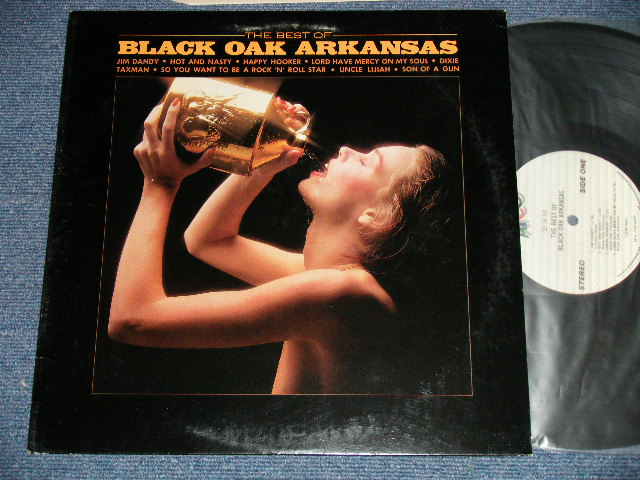 THE BEST OF
BLACK OAK ARKANSAS
JIM DANDY • HOT AND NASTY • HAPPY HOOKER • LORD HAVE MERCY ON MY SOUL • DIXIE
TAXMAN • SO YOU WANT TO BE A ROCK 'N' ROLL STAR • UNCLE LIJIAH • SON OF A GUN
SIDE ONE
THE BEST OF
BLACK OAK ARKANSAS
STEREO